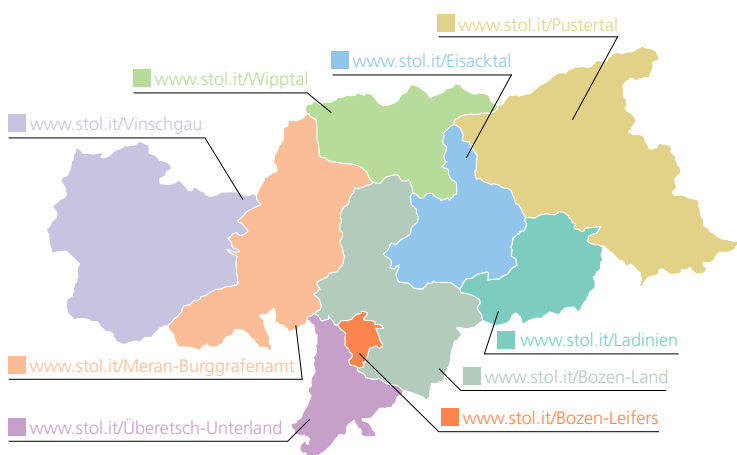 www.stol.it/Pustertal
www.stol.it/Eisacktal
www.stol.it/Wipptal
www.stol.it/Vinschgau
www.stol.it/Ladinien
www.stol.it/Meran-Burggrafenamt
www.stol.it/Bozen-Land
www.stol.it/Bozen-Leifers
www.stol.it/Überetsch-Unterland